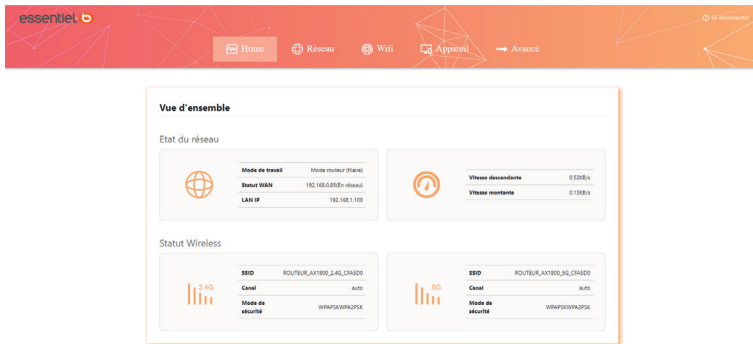 essentiel b
Se déconnecter
Home Réseau Wifi Appareil Avancé
Vue d'ensemble
Etat du réseau
Mode de travail Mode routeur (filaire)
Statut WAN 192.168.0.85(En réseau)
LAN IP 192.168.1.100
Vitesse descendante 0.52KB/s
Vitesse montante 0.13KB/s
Statut Wireless
2.4G
SSID ROUTEUR_AX1800_2.4G_CFA5D0
Canal auto
Mode de
sécurité WPAPSKWPA2PSK
5G
SSID ROUTEUR_AX1800_5G_CFA5D0
Canal auto
Mode de
sécurité WPAPSKWPA2PSK